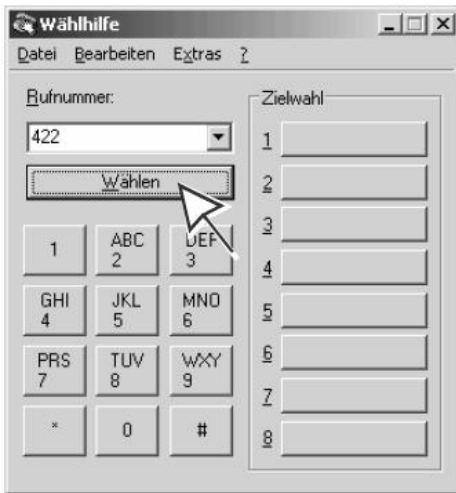 Wählhilfe
Datei Bearbeiten Extras ?
Rufnummer:
422
Wählen
1 ABC 2 DEF 3
GHI 4 JKL 5 MNO 6
PRS 7 TUV 8 WXY 9
* 0 #
Zielwahl
1
2
3
4
5
6
7
8